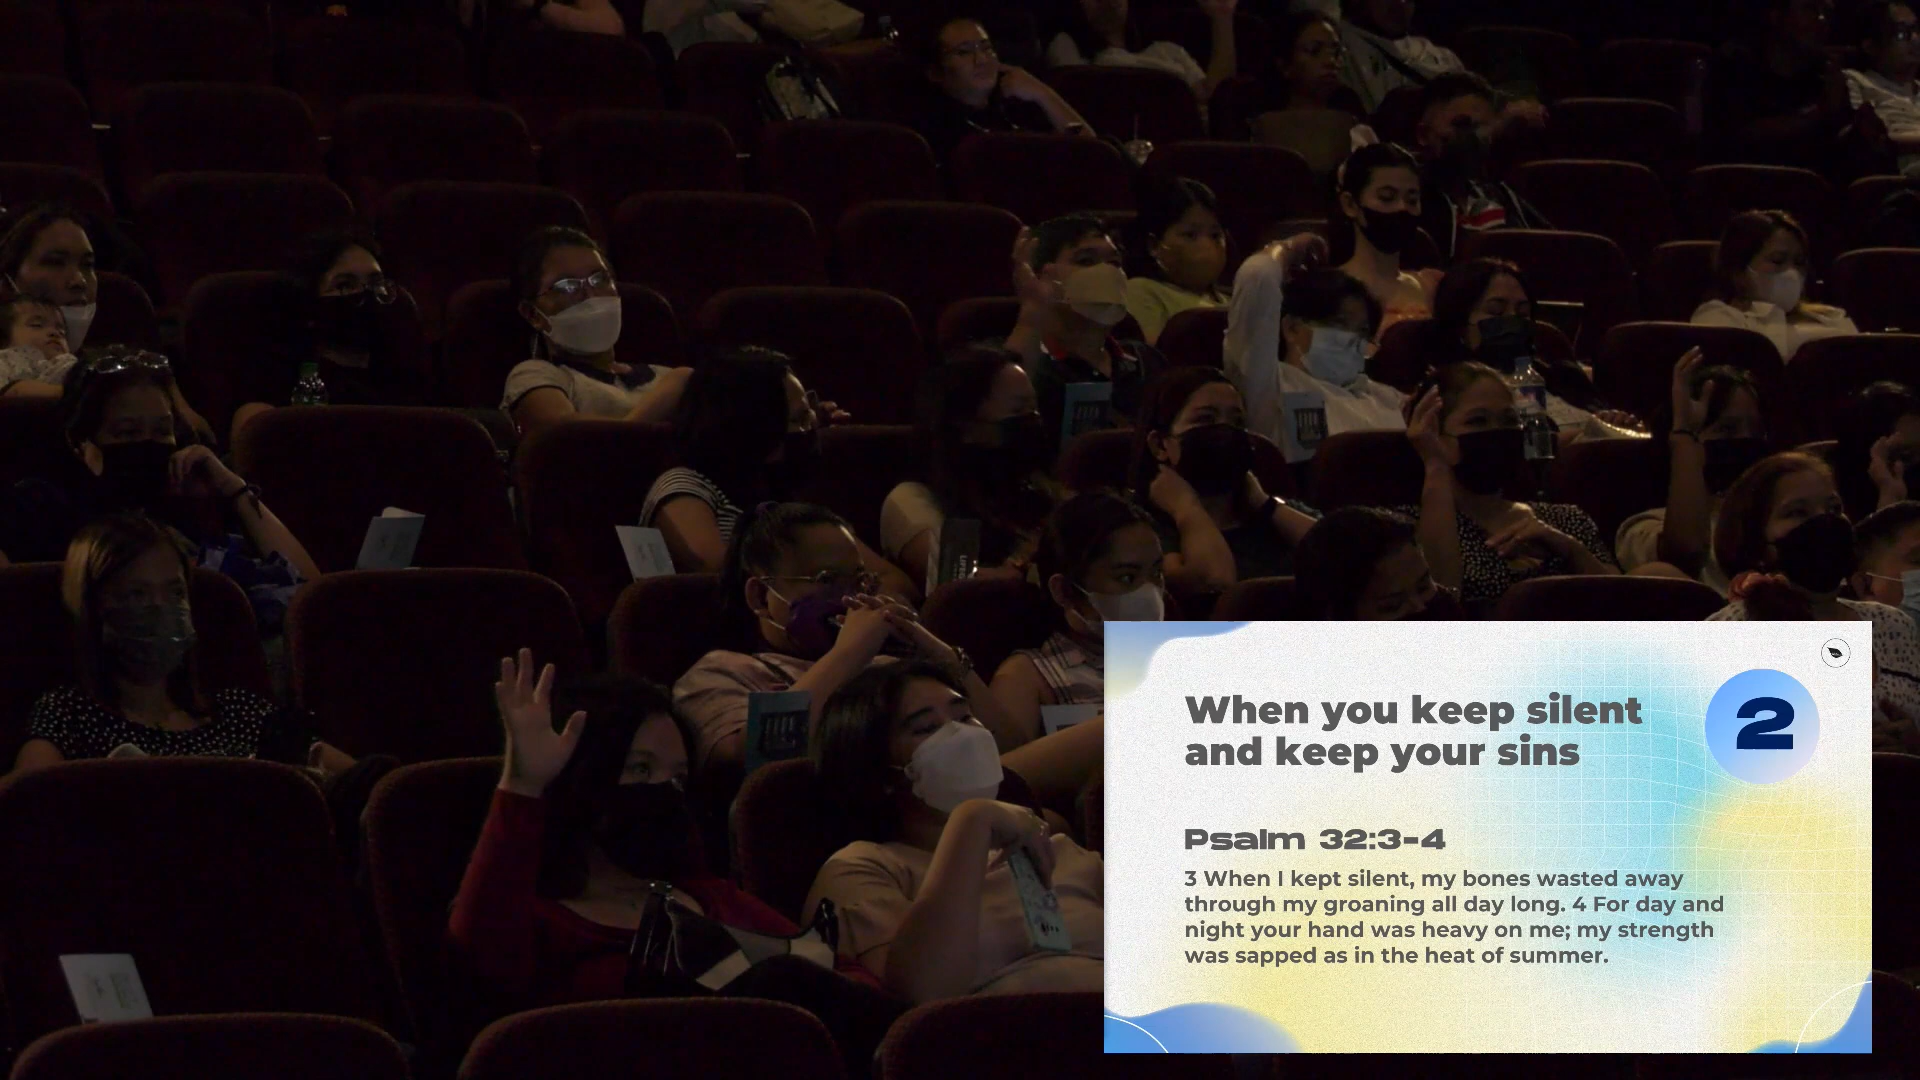 When you keep silent
and keep your sins
2
Psalm 32:3-4
3 When I kept silent, my bones wasted away
through my groaning all day long. 4 For day and
night your hand was heavy on me; my strength
was sapped as in the heat of summer.